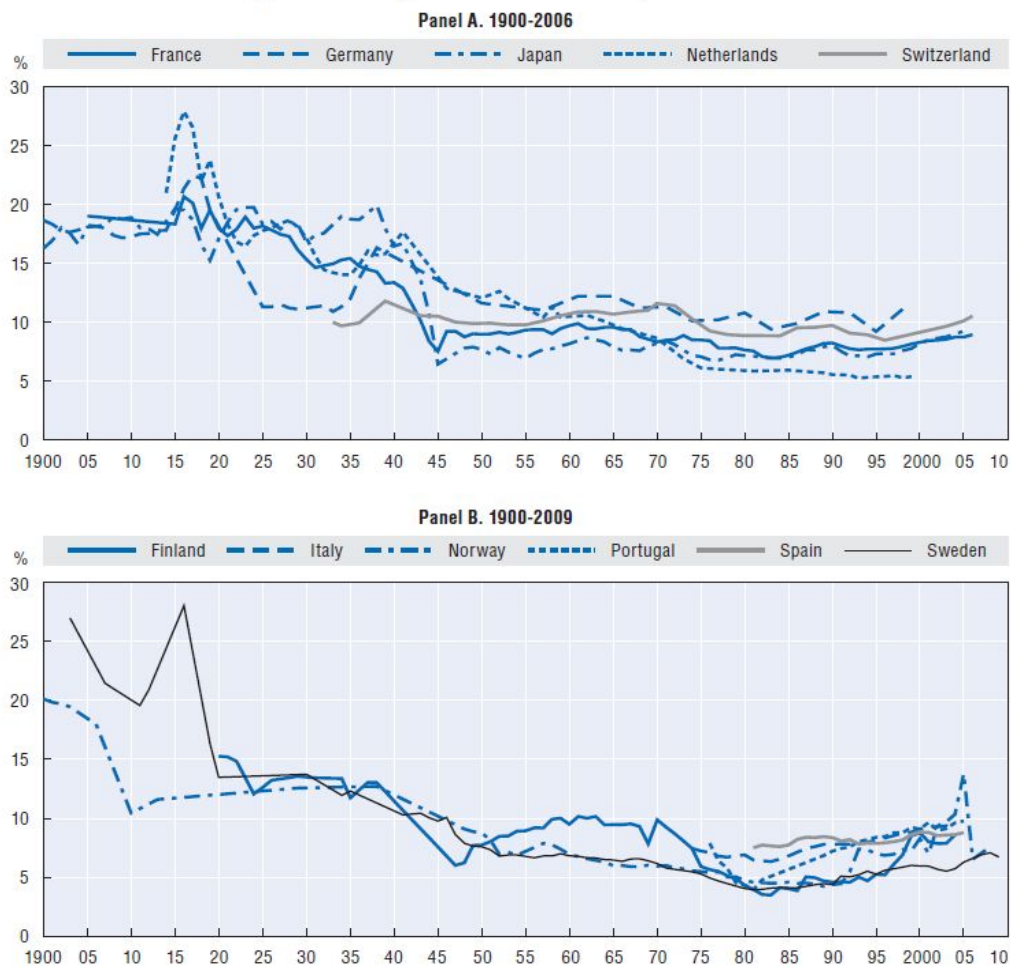 Panel A. 1900-2006
France Germany Japan Netherlands Switzerland
%
30
25
20
15
10
5
0
1900 05 10 15 20 25 30 35 40 45 50 55 60 65 70 75 80 85 90 95 2000 05 10
Panel B. 1900-2009
Finland Italy Norway Portugal Spain Sweden
%
30
25
20
15
10
5
0
1900 05 10 15 20 25 30 35 40 45 50 55 60 65 70 75 80 85 90 95 2000 05 10